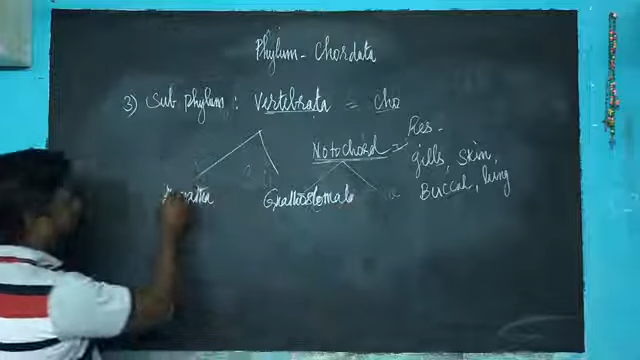 Phylum - Chordata
3) Sub phylum : Vertebrata = Cho
Notochord = Res -
gills, Skin,
Buccal, lung
Gnathostomata